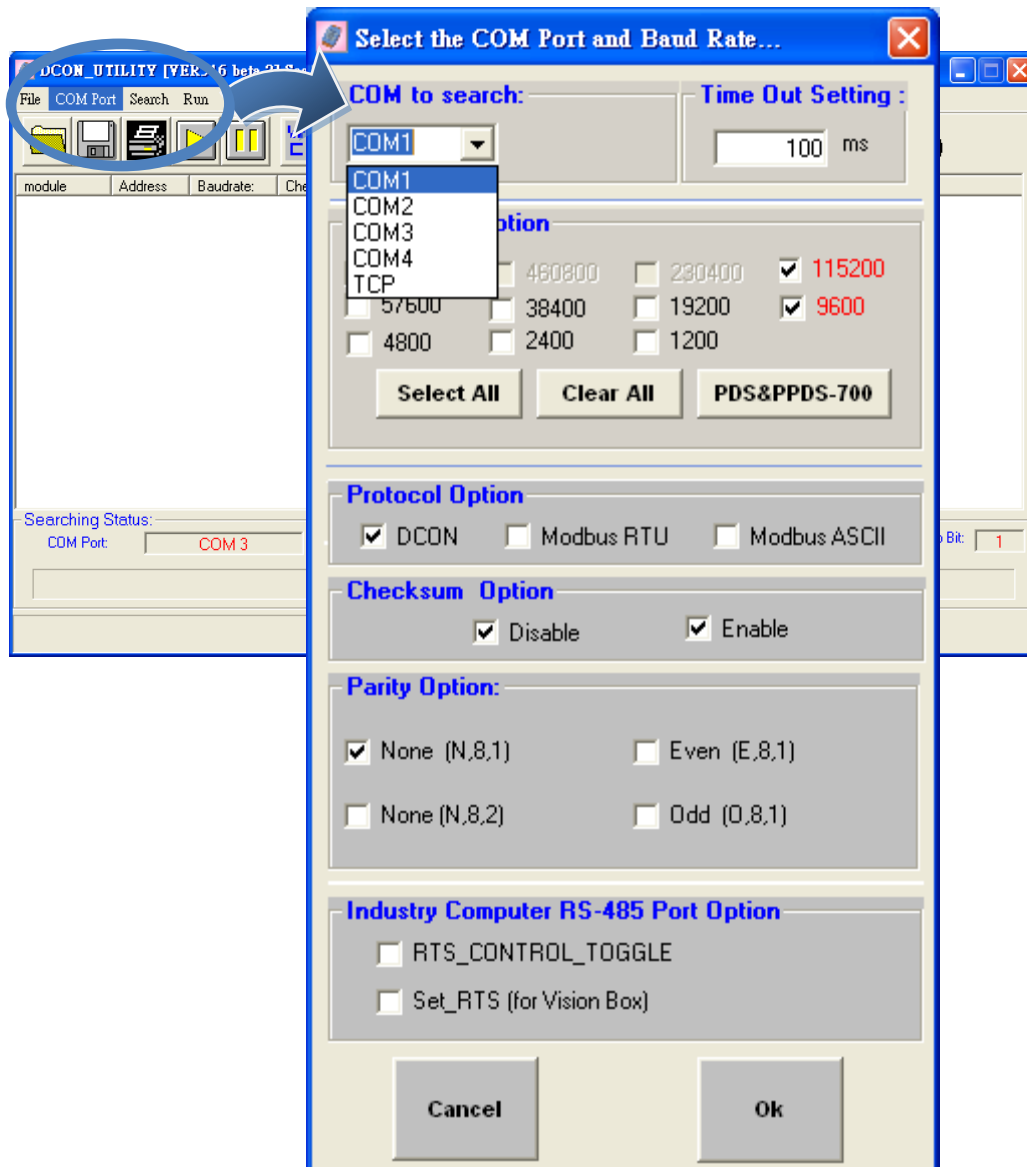 DCON_UTILITY [VER516 beta 2]
File COM Port Search Run
module Address Baudrate:
Searching Status:
COM Port: COM 3
Bit: 1
Select the COM Port and Baud Rate...
COM to search:
COM1
COM1
COM2
COM3
COM4
TCP
Time Out Setting :
100 ms
460800 230400 115200
57600 38400 19200 9600
4800 2400 1200
Select All Clear All PDS&PPDS-700
Protocol Option
DCON Modbus RTU Modbus ASCII
Checksum Option
Disable Enable
Parity Option:
None (N,8,1) Even (E,8,1)
None (N,8,2) Odd (O,8,1)
Industry Computer RS-485 Port Option
RTS_CONTROL_TOGGLE
Set_RTS (for Vision Box)
Cancel Ok